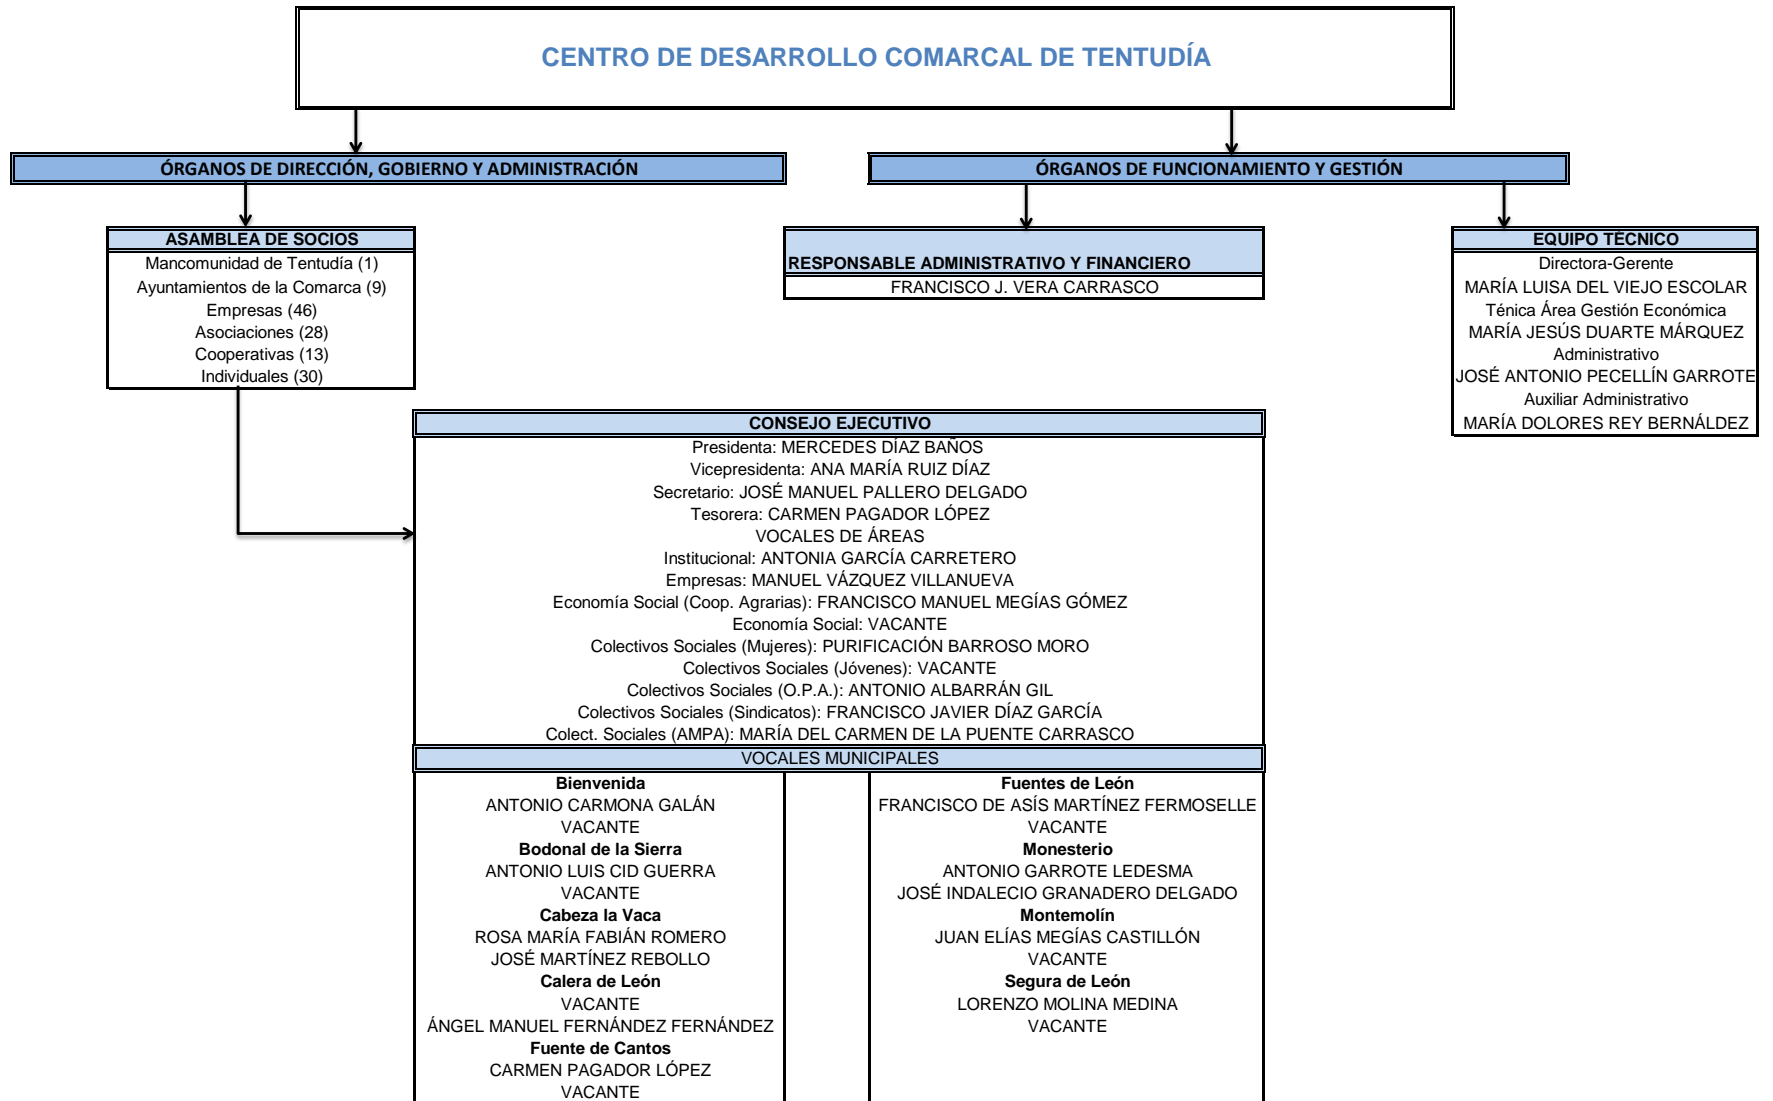 CENTRO DE DESARROLLO COMARCAL DE TENTUDÍA
ÓRGANOS DE DIRECCIÓN, GOBIERNO Y ADMINISTRACIÓN
ÓRGANOS DE FUNCIONAMIENTO Y GESTIÓN
ASAMBLEA DE SOCIOS
Mancomunidad de Tentudía (1)
Ayuntamientos de la Comarca (9)
Empresas (46)
Asociaciones (28)
Cooperativas (13)
Individuales (30)
RESPONSABLE ADMINISTRATIVO Y FINANCIERO
FRANCISCO J. VERA CARRASCO
EQUIPO TÉCNICO
Directora-Gerente
MARÍA LUISA DEL VIEJO ESCOLAR
Ténica Área Gestión Económica
MARÍA JESÚS DUARTE MÁRQUEZ
Administrativo
JOSÉ ANTONIO PECELLÍN GARROTE
Auxiliar Administrativo
MARÍA DOLORES REY BERNÁLDEZ
CONSEJO EJECUTIVO
Presidenta: MERCEDES DÍAZ BAÑOS
Vicepresidenta: ANA MARÍA RUIZ DÍAZ
Secretario: JOSÉ MANUEL PALLERO DELGADO
Tesorera: CARMEN PAGADOR LÓPEZ
VOCALES DE ÁREAS
Institucional: ANTONIA GARCÍA CARRETERO
Empresas: MANUEL VÁZQUEZ VILLANUEVA
Economía Social (Coop. Agrarias): FRANCISCO MANUEL MEGÍAS GÓMEZ
Economía Social: VACANTE
Colectivos Sociales (Mujeres): PURIFICACIÓN BARROSO MORO
Colectivos Sociales (Jóvenes): VACANTE
Colectivos Sociales (O.P.A.): ANTONIO ALBARRÁN GIL
Colectivos Sociales (Sindicatos): FRANCISCO JAVIER DÍAZ GARCÍA
Colect. Sociales (AMPA): MARÍA DEL CARMEN DE LA PUENTE CARRASCO
VOCALES MUNICIPALES
Bienvenida
ANTONIO CARMONA GALÁN
VACANTE
Bodonal de la Sierra
ANTONIO LUIS CID GUERRA
VACANTE
Cabeza la Vaca
ROSA MARÍA FABIÁN ROMERO
JOSÉ MARTÍNEZ REBOLLO
Calera de León
VACANTE
ÁNGEL MANUEL FERNÁNDEZ FERNÁNDEZ
Fuente de Cantos
CARMEN PAGADOR LÓPEZ
VACANTE
Fuentes de León
FRANCISCO DE ASÍS MARTÍNEZ FERMOSELLE
VACANTE
Monesterio
ANTONIO GARROTE LEDESMA
JOSÉ INDALECIO GRANADERO DELGADO
Montemolín
JUAN ELÍAS MEGÍAS CASTILLÓN
VACANTE
Segura de León
LORENZO MOLINA MEDINA
VACANTE